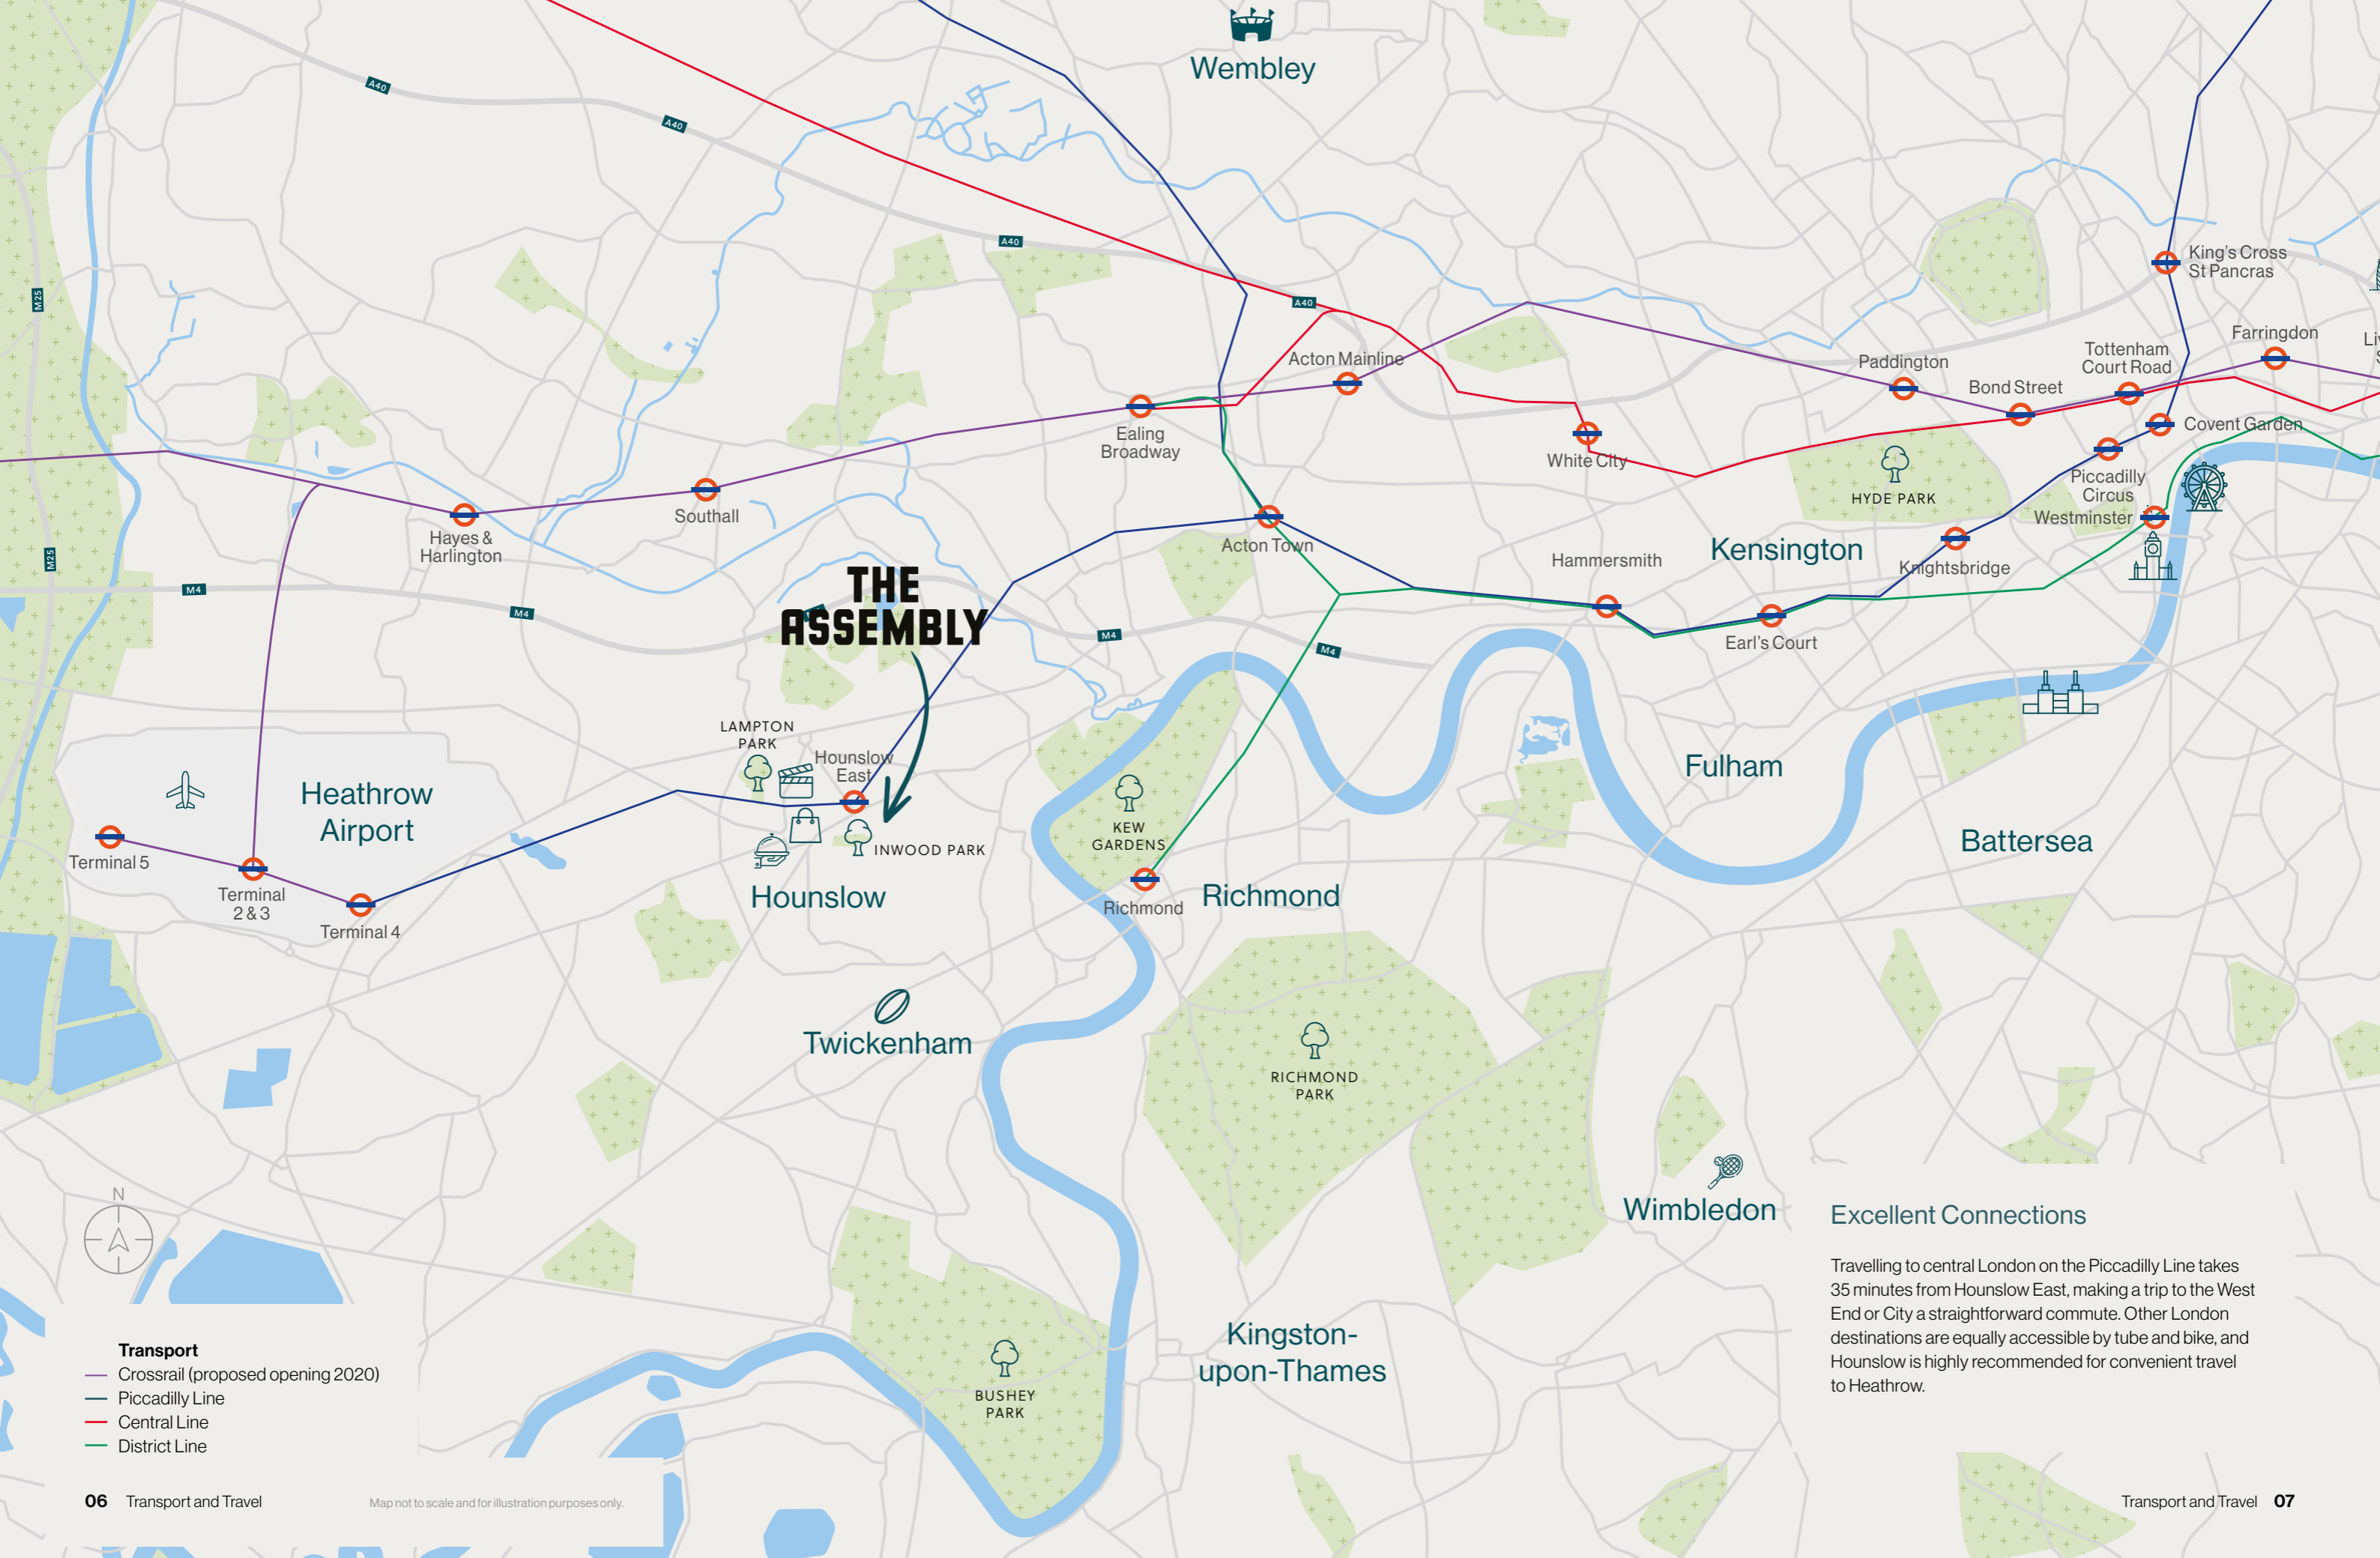 Wembley
A40
A40
A40
A40
M25
M25
King's Cross
St Pancras
Farringdon
Tottenham
Court Road
Paddington
Bond Street
Acton Mainline
Covent Garden
Ealing
Broadway
White City
HYDE PARK
Piccadilly
Circus
Westminster
Southall
Hayes &
Harlington
Acton Town
Hammersmith
Kensington
Knightsbridge
Earl's Court
M4
M4
M4
M4
THE
ASSEMBLY
LAMPTON
PARK
Hounslow
East
INWOOD PARK
Hounslow
Heathrow
Airport
Terminal 5
Terminal
2 & 3
Terminal 4
KEW
GARDENS
Richmond
Richmond
Fulham
Battersea
Twickenham
RICHMOND
PARK
Wimbledon
Kingston-
upon-Thames
BUSHEY
PARK
N
Transport
Crossrail (proposed opening 2020)
Piccadilly Line
Central Line
District Line
06 Transport and Travel
Map not to scale and for illustration purposes only.
Excellent Connections
Travelling to central London on the Piccadilly Line takes
35 minutes from Hounslow East, making a trip to the West
End or City a straightforward commute. Other London
destinations are equally accessible by tube and bike, and
Hounslow is highly recommended for convenient travel
to Heathrow.
Transport and Travel 07